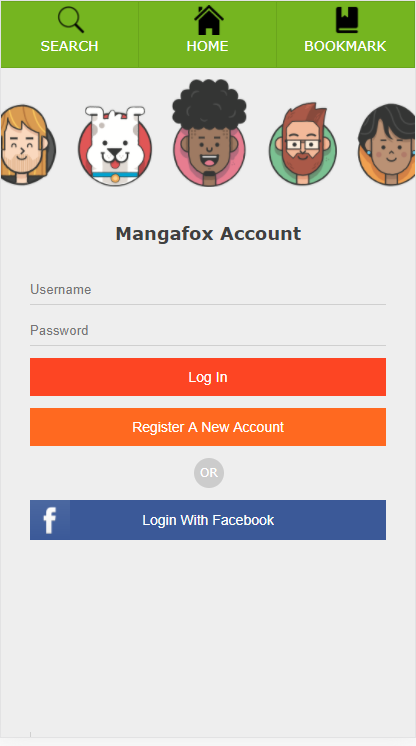 SEARCH HOME BOOKMARK
Mangafox Account
Username
Password
Log In
Register A New Account
OR
f Login With Facebook